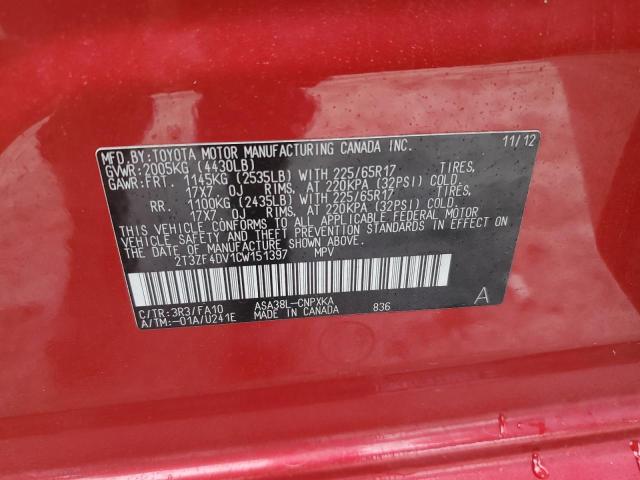 MFD.BY:TOYOTA MOTOR MANUFACTURING CANADA INC. 11/12
GVWR:2005KG (4430LB)
GAWR:FRT. 1145KG (2535LB) WITH 225/65R17 TIRES,
17X7 OJ RIMS, AT 220KPA (32PSI) COLD.
RR. 1100KG (2435LB) WITH 225/65R17 TIRES,
17X7 OJ RIMS, AT 220KPA (32PSI) COLD.
THIS VEHICLE CONFORMS TO ALL APPLICABLE FEDERAL MOTOR
VEHICLE SAFETY AND THEFT PREVENTION STANDARDS IN EFFECT
ON THE DATE OF MANUFACTURE SHOWN ABOVE.
2T3ZF4DV1CW151397 MPV
C/TR:3R3/FA10 ASA38L-CNPXKA A
A/TM:-01A/U241E MADE IN CANADA 836